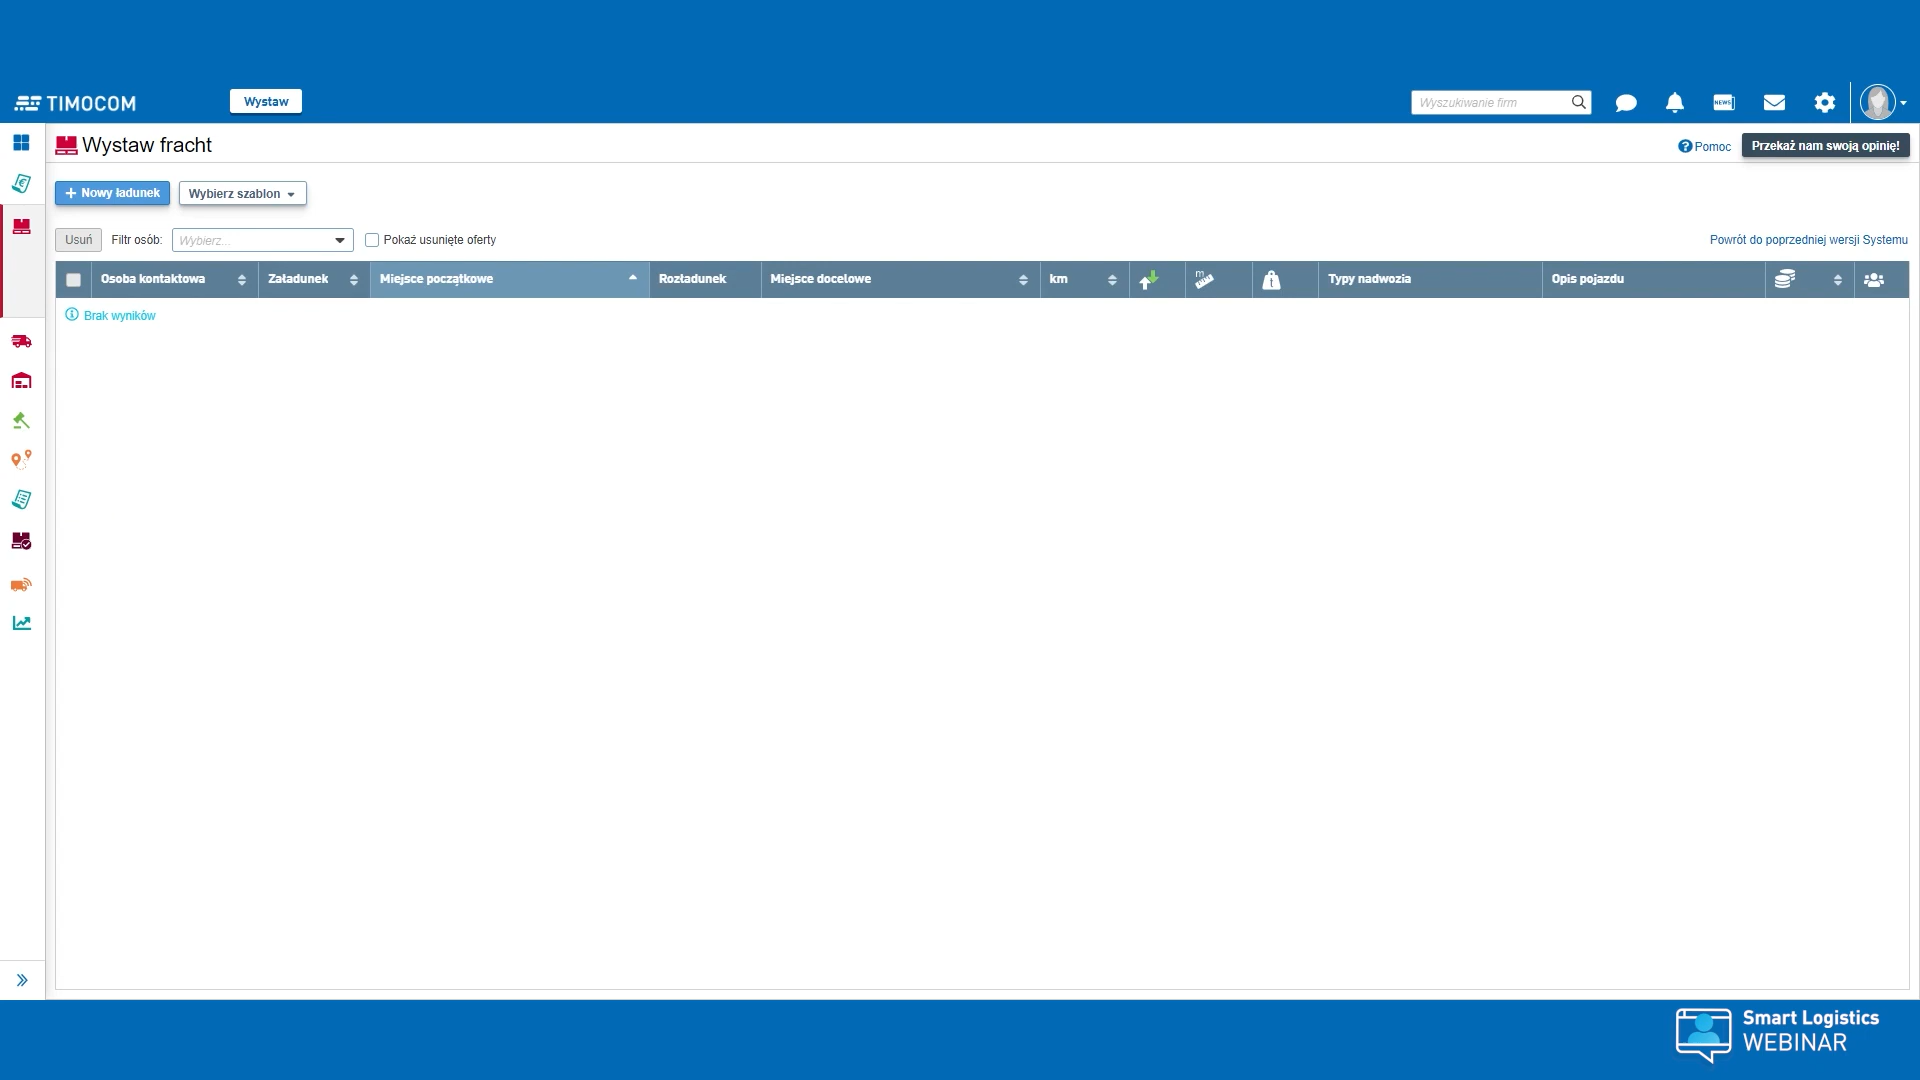 TIMOCOM
Wystaw
Wyszukiwanie firm
NEWS
Wystaw fracht
Pomoc
Przekaż nam swoją opinię!
+ Nowy ładunek
Wybierz szablon
Usuń
Filtr osób:
Wybierz...
Pokaż usunięte oferty
Powrót do poprzedniej wersji Systemu
Osoba kontaktowa
Załadunek
Miejsce początkowe
Rozładunek
Miejsce docelowe
km
m
t
Typy nadwozia
Opis pojazdu
Brak wyników
Smart Logistics
WEBINAR